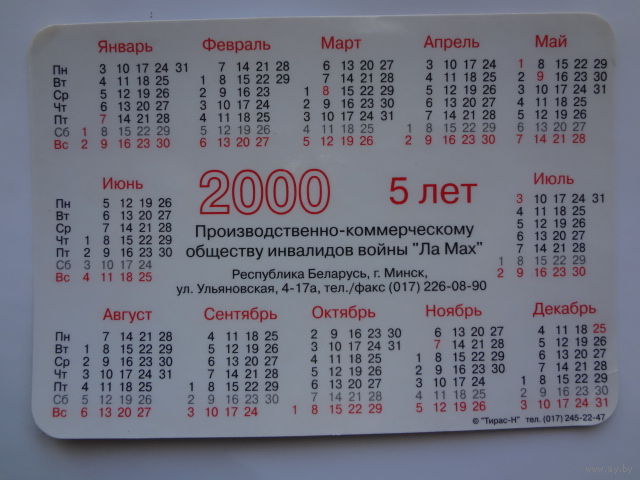 Январь Февраль Март Апрель Май
Пн 3 10 17 24 31 7 14 21 28 6 13 20 27 3 10 17 24 1 8 15 22 29
Вт 4 11 18 25 1 8 15 22 29 7 14 21 28 4 11 18 25 2 9 16 23 30
Ср 5 12 19 26 2 9 16 23 1 8 15 22 29 5 12 19 26 3 10 17 24 31
Чт 6 13 20 27 3 10 17 24 2 9 16 23 30 6 13 20 27 4 11 18 25
Пт 7 14 21 28 4 11 18 25 3 10 17 24 31 7 14 21 28 5 12 19 26
Сб 1 8 15 22 29 5 12 19 26 4 11 18 25 1 8 15 22 29 6 13 20 27
Вс 2 9 16 23 30 6 13 20 27 5 12 19 26 2 9 16 23 30 7 14 21 28
Июнь
Пн 5 12 19 26
Вт 6 13 20 27
Ср 7 14 21 28
Чт 1 8 15 22 29
Пт 2 9 16 23 30
Сб 3 10 17 24
Вс 4 11 18 25
2000 5 лет
Производственно-коммерческому
обществу инвалидов войны "Ла Мах"
Республика Беларусь, г. Минск,
ул. Ульяновская, 4-17а, тел./факс (017) 226-08-90
Июль
3 10 17 24 31
4 11 18 25
5 12 19 26
6 13 20 27
7 14 21 28
1 8 15 22 29
2 9 16 23 30
Август Сентябрь Октябрь Ноябрь Декабрь
Пн 7 14 21 28 4 11 18 25 2 9 16 23 30 6 13 20 27 4 11 18 25
Вт 1 8 15 22 29 5 12 19 26 3 10 17 24 31 7 14 21 28 5 12 19 26
Ср 2 9 16 23 30 6 13 20 27 4 11 18 25 1 8 15 22 29 6 13 20 27
Чт 3 10 17 24 31 7 14 21 28 5 12 19 26 2 9 16 23 30 7 14 21 28
Пт 4 11 18 25 1 8 15 22 29 6 13 20 27 3 10 17 24 1 8 15 22 29
Сб 5 12 19 26 2 9 16 23 30 7 14 21 28 4 11 18 25 2 9 16 23 30
Вс 6 13 20 27 3 10 17 24 1 8 15 22 29 5 12 19 26 3 10 17 24 31
© "Тирас-Н" тел. (017) 245-22-47